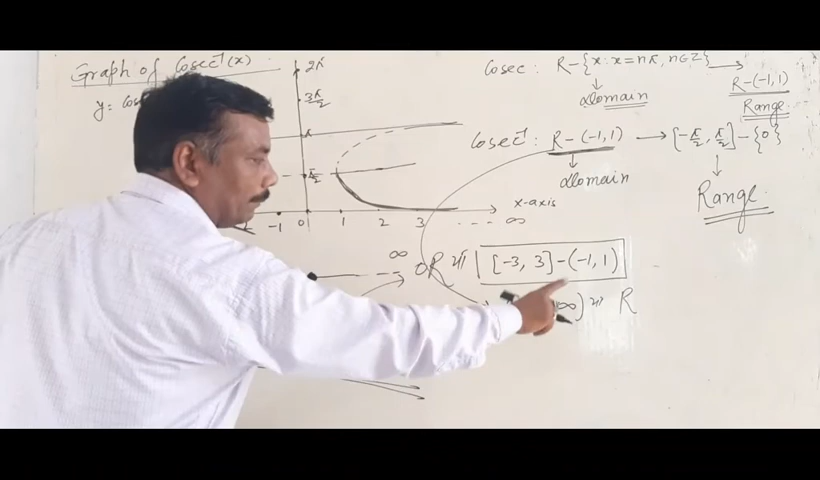 Graph of Cosec⁻¹(x)
y = Cos
2π
3π/2
π
π/2
-1 0 1 2 3 x-axis
- - - - ∞
Cosec : R-{x: x=nπ, n∈Z} ⟶ R-(-1,1)
↓ domain
Range
Cosec⁻¹ : R-(-1,1) ⟶ [-π/2, π/2]-{0}
↓ domain
↓ Range
∞
R या [-3, 3]-(-1, 1)
∞) या R